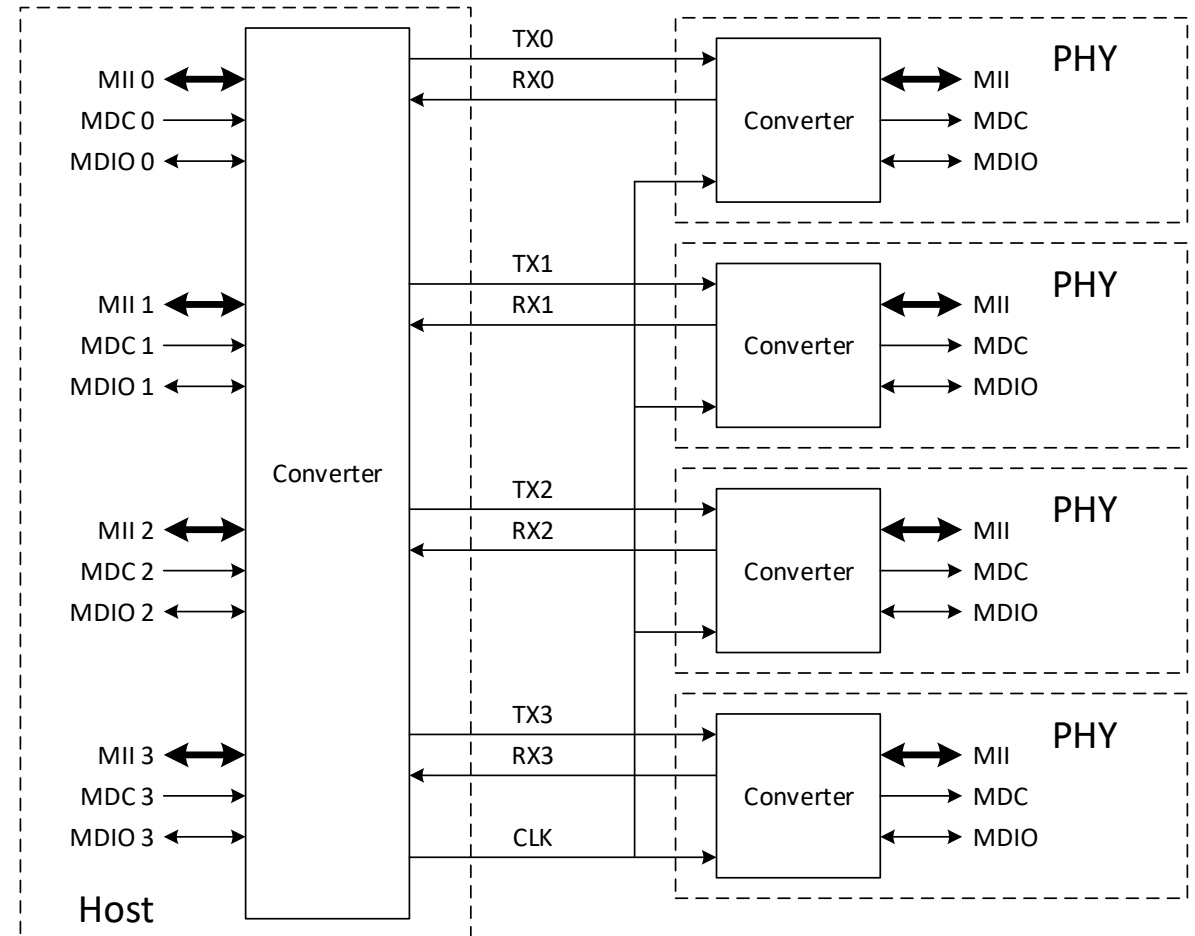 TX0
PHY
MII 0
RX0
MII
MDC 0
Converter
MDC
MDIO 0
MDIO
TX1
PHY
MII 1
RX1
MII
MDC 1
Converter
MDC
MDIO 1
MDIO
Converter
TX2
PHY
MII 2
RX2
MII
MDC 2
Converter
MDC
MDIO 2
MDIO
TX3
PHY
MII 3
RX3
MII
MDC 3
Converter
MDC
MDIO 3
CLK
MDIO
Host